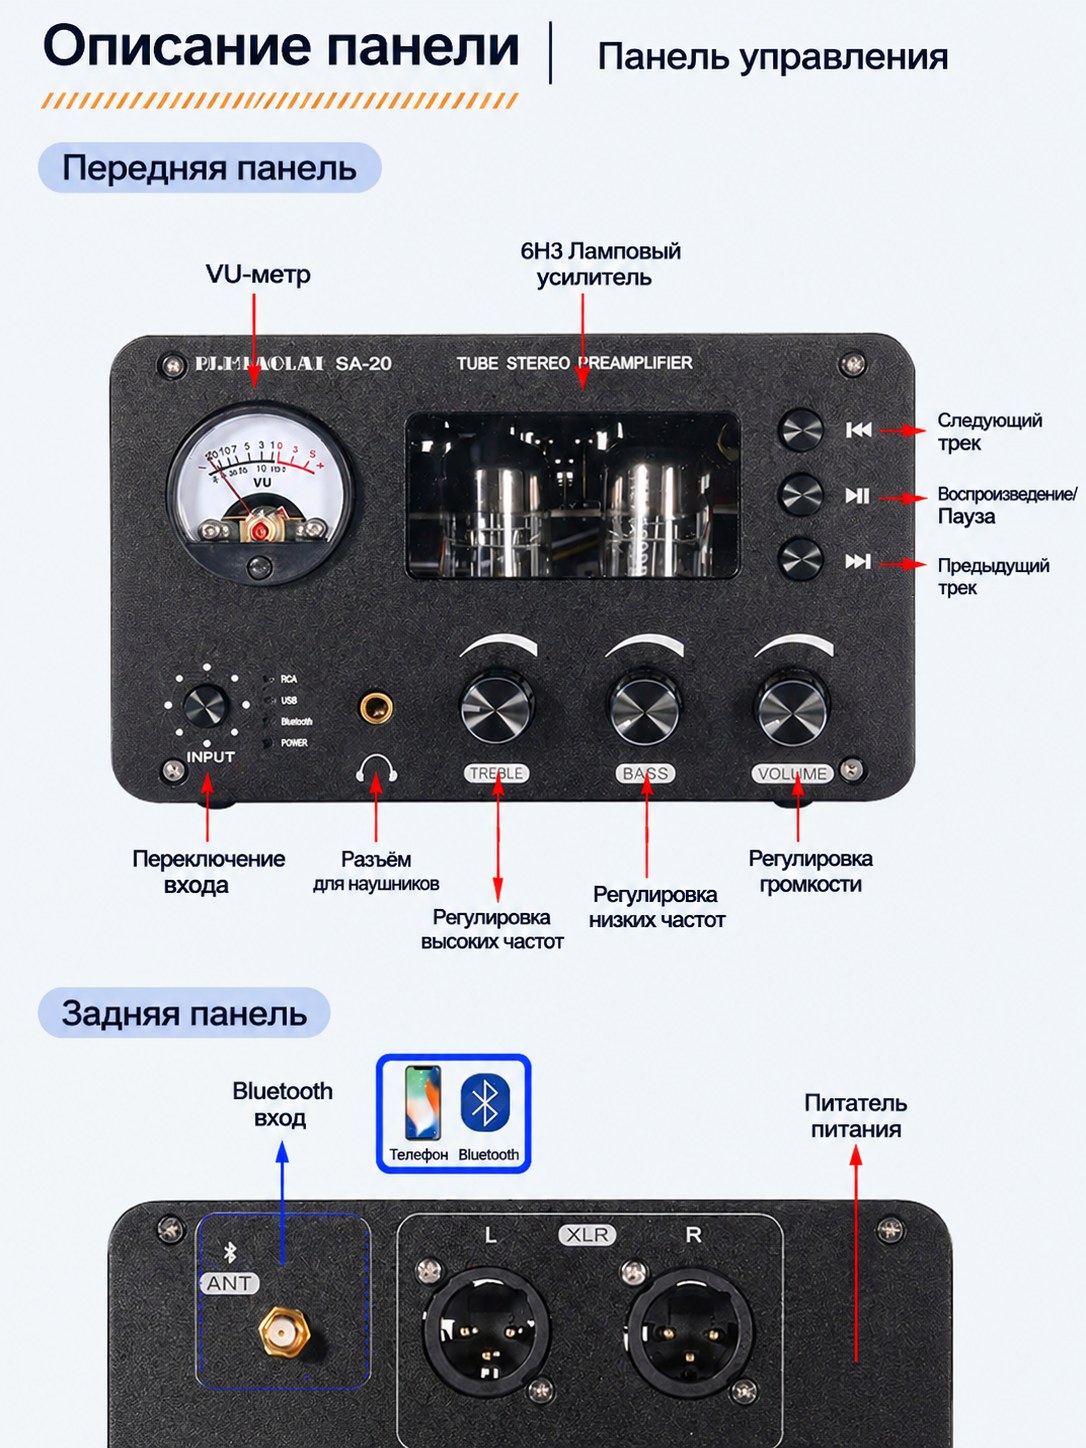 Описание панели
Панель управления
Передняя панель
VU-метр
6Н3 Ламповый
усилитель
PJ.MIAOLAI SA-20
TUBE STEREO PREAMPLIFIER
Следующий
трек
Воспроизведение/
Пауза
Предыдущий
трек
VU
RCA
USB
Bluetooth
POWER
INPUT
TREBLE
BASS
VOLUME
Переключение
входа
Разъём
для наушников
Регулировка
высоких частот
Регулировка
низких частот
Регулировка
громкости
Задняя панель
Bluetooth
вход
Телефон Bluetooth
Питатель
питания
L XLR R
ANT